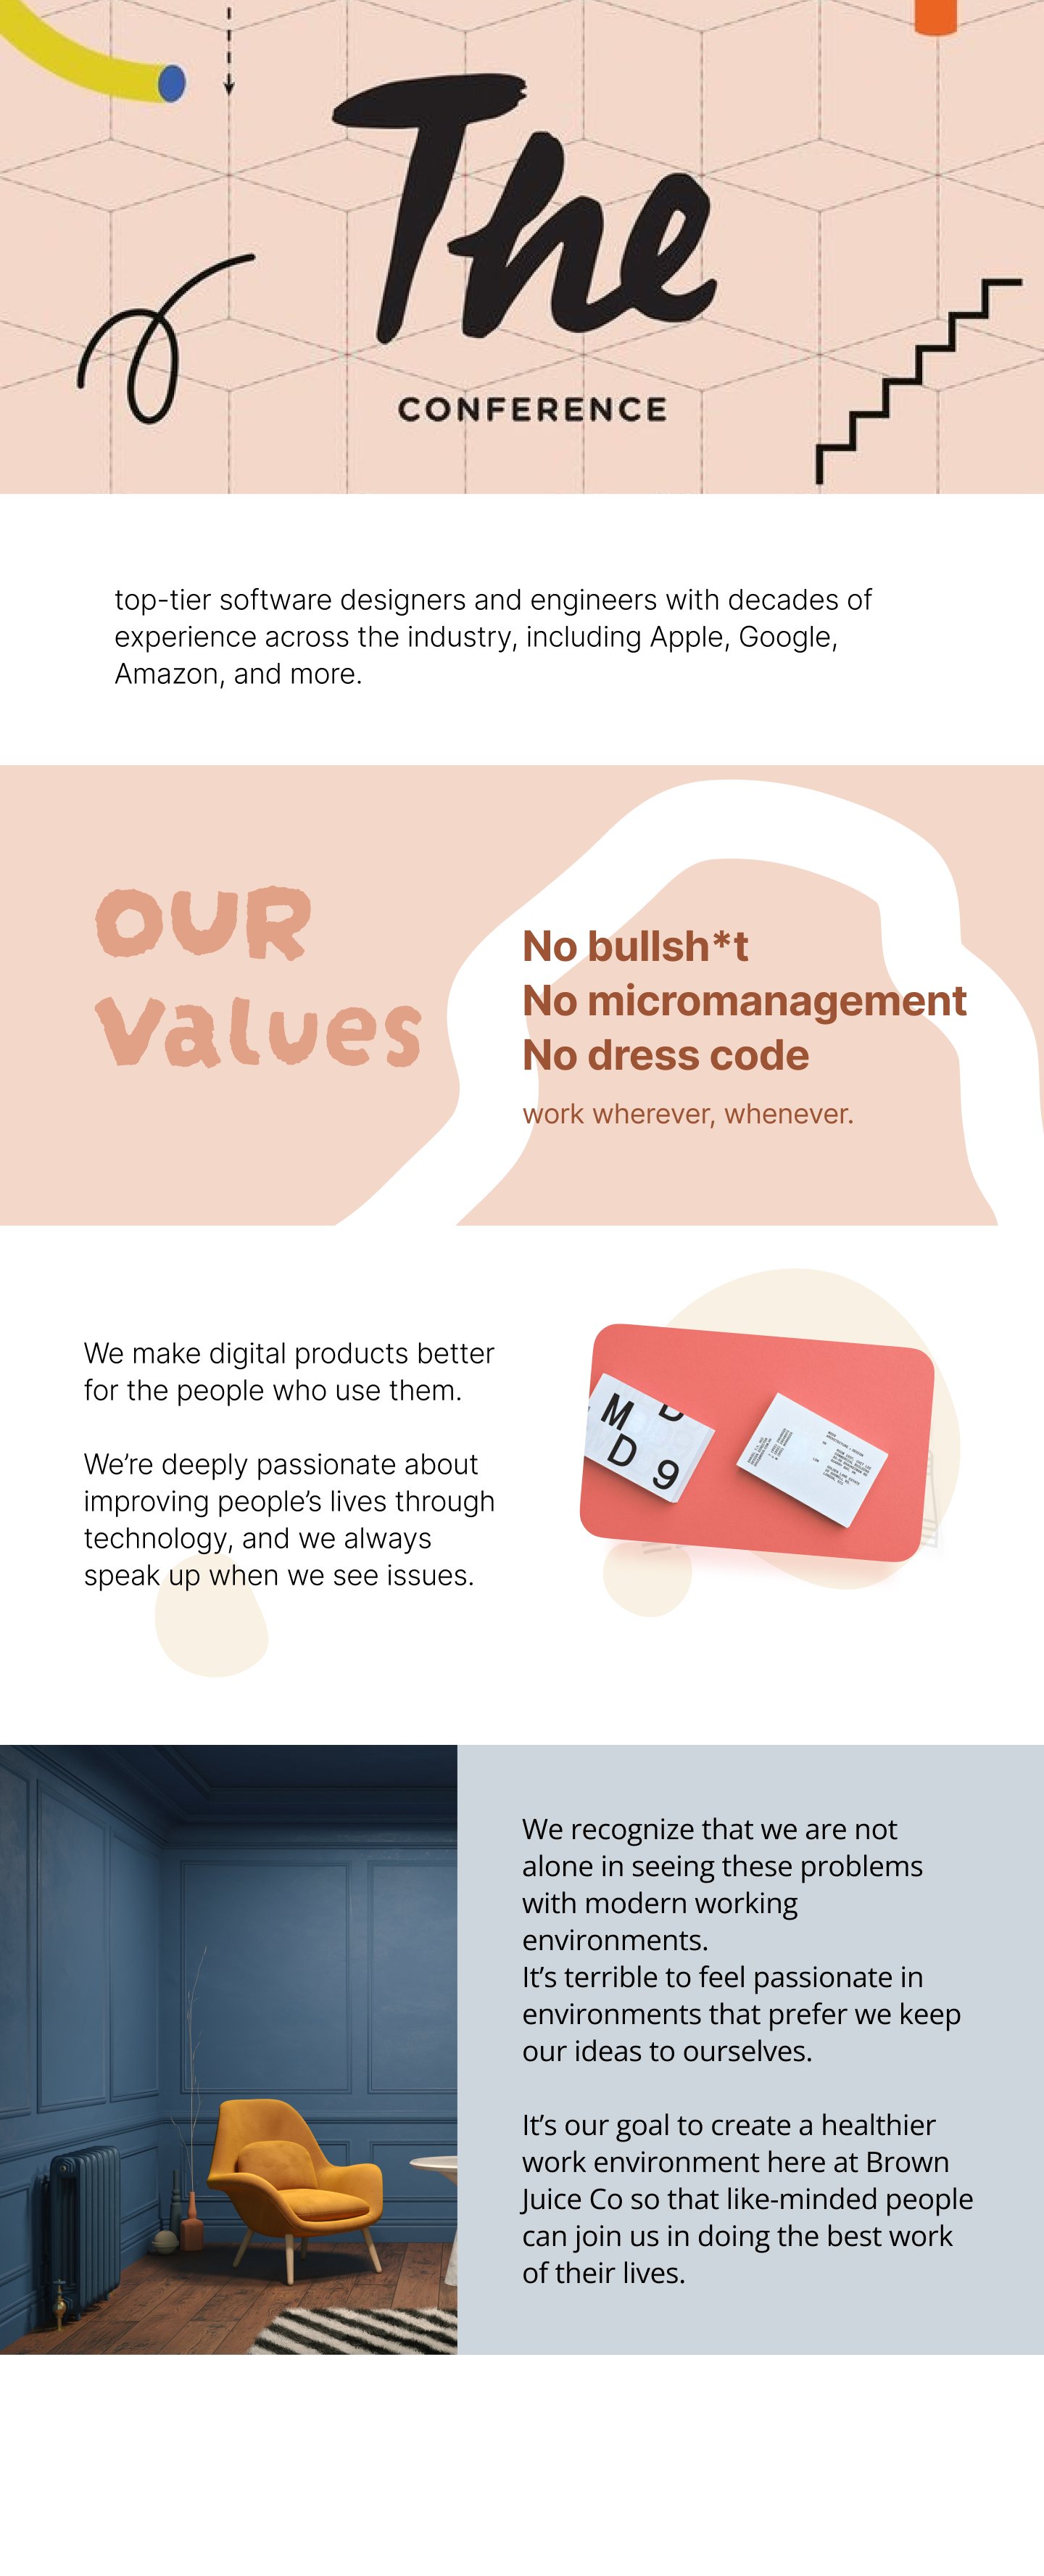 The
CONFERENCE
top-tier software designers and engineers with decades of
experience across the industry, including Apple, Google,
Amazon, and more.
OUR
Values
No bullsh*t
No micromanagement
No dress code
work wherever, whenever.
We make digital products better
for the people who use them.
We’re deeply passionate about
improving people’s lives through
technology, and we always
speak up when we see issues.
M D
D 9
We recognize that we are not
alone in seeing these problems
with modern working
environments.
It’s terrible to feel passionate in
environments that prefer we keep
our ideas to ourselves.
It’s our goal to create a healthier
work environment here at Brown
Juice Co so that like-minded people
can join us in doing the best work
of their lives.